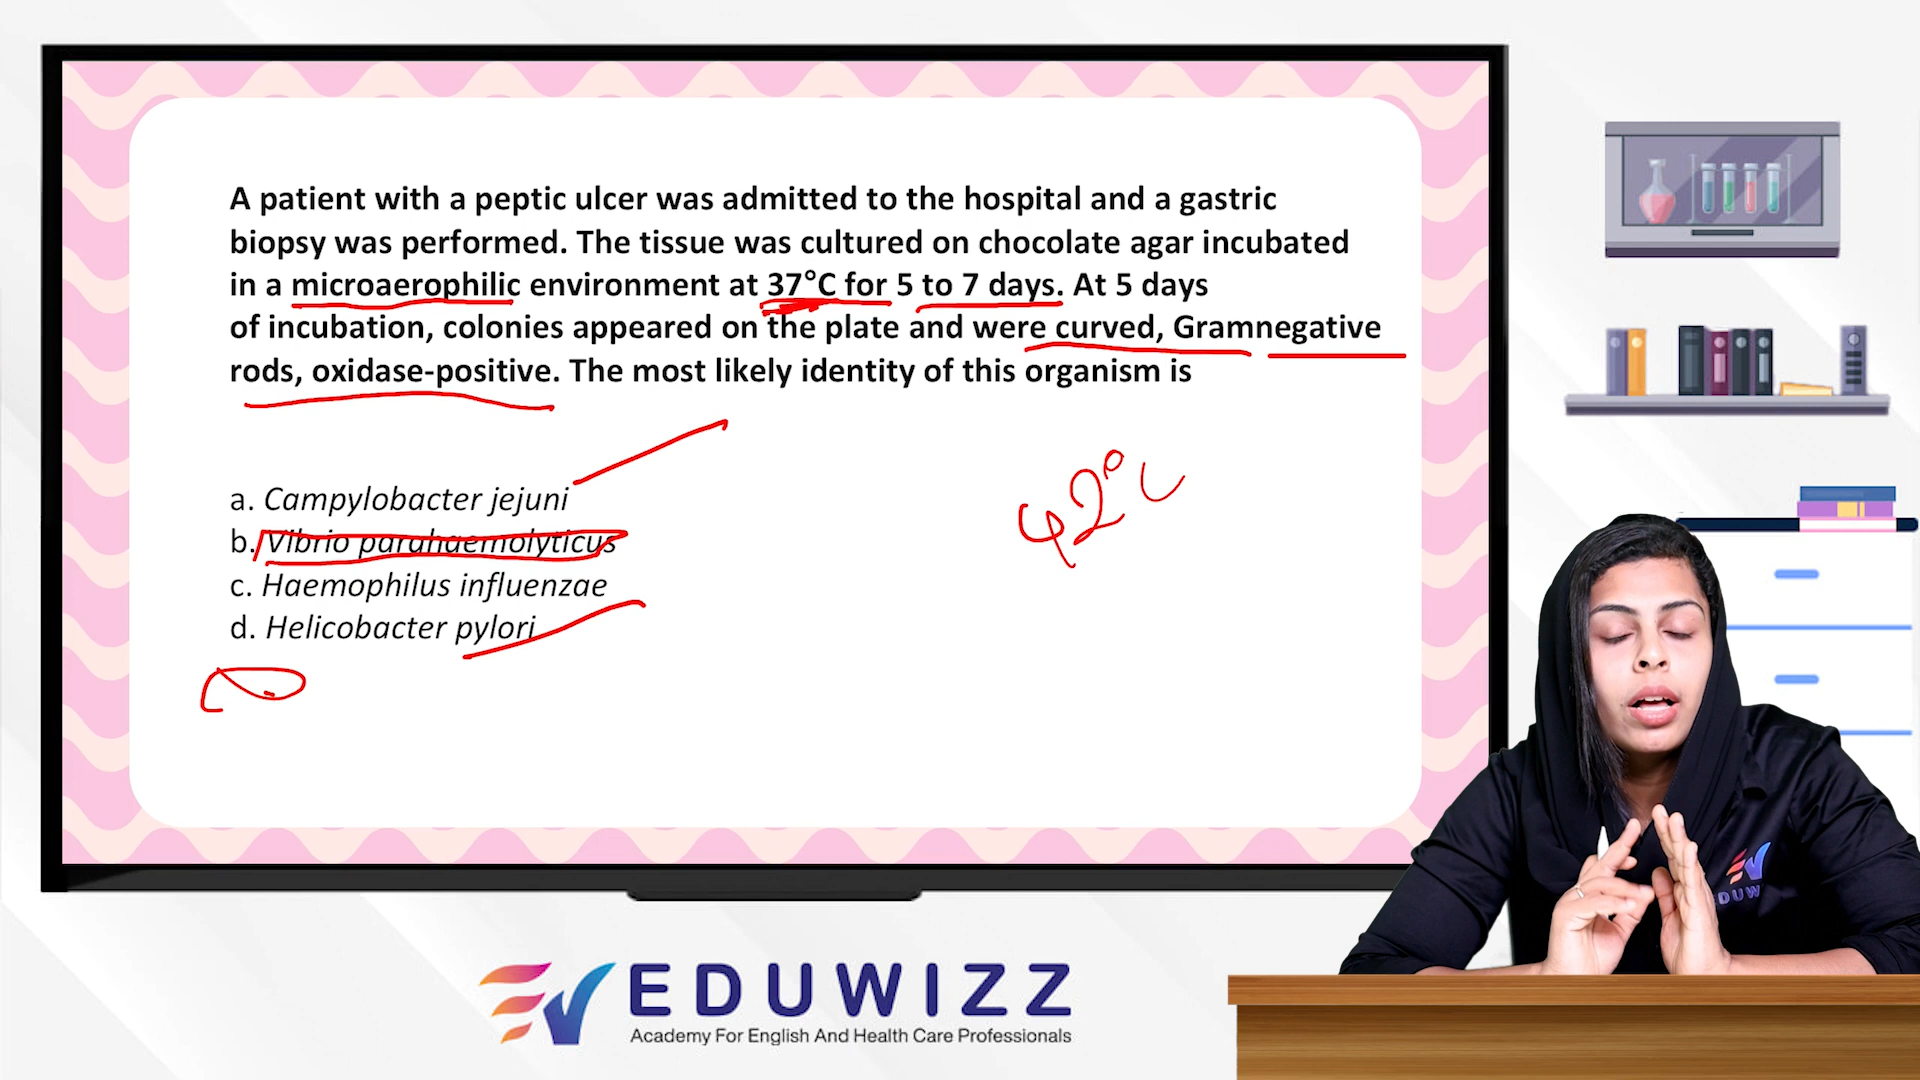 A patient with a peptic ulcer was admitted to the hospital and a gastric
biopsy was performed. The tissue was cultured on chocolate agar incubated
in a microaerophilic environment at 37°C for 5 to 7 days. At 5 days
of incubation, colonies appeared on the plate and were curved, Gramnegative
rods, oxidase-positive. The most likely identity of this organism is
a. Campylobacter jejuni
b. Vibrio parahaemolyticus
c. Haemophilus influenzae
d. Helicobacter pylori
42°C
EDUWIZZ
Academy For English And Health Care Professionals